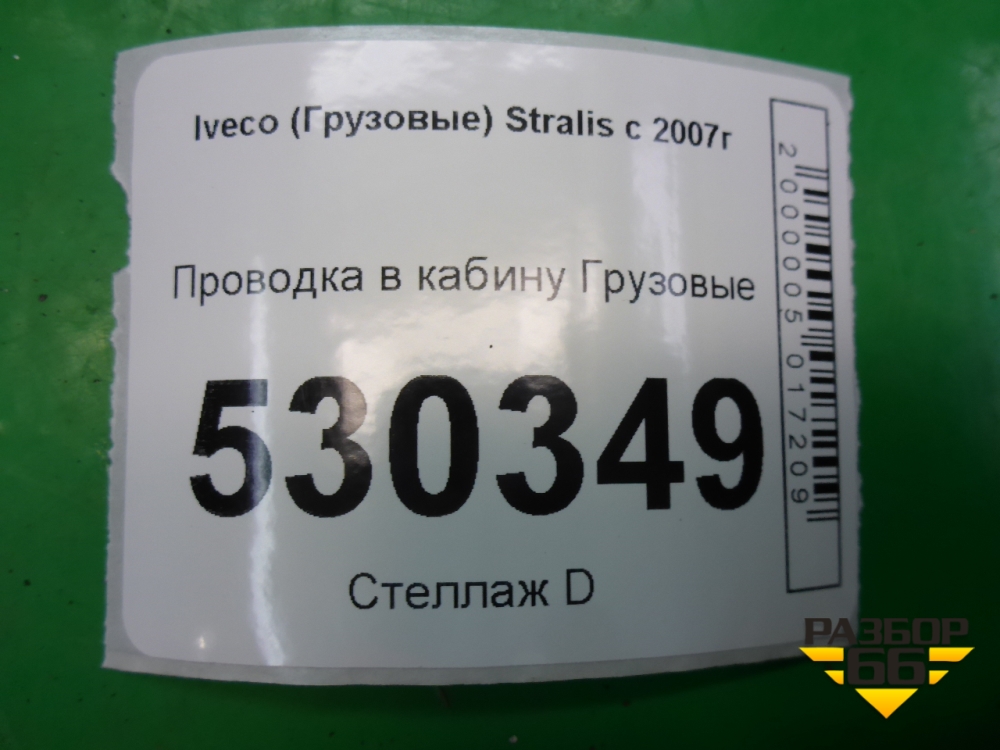 Iveco (Грузовые) Stralis с 2007г
Проводка в кабину Грузовые
530349
Стеллаж D
2000005017209
РАЗБОР
66